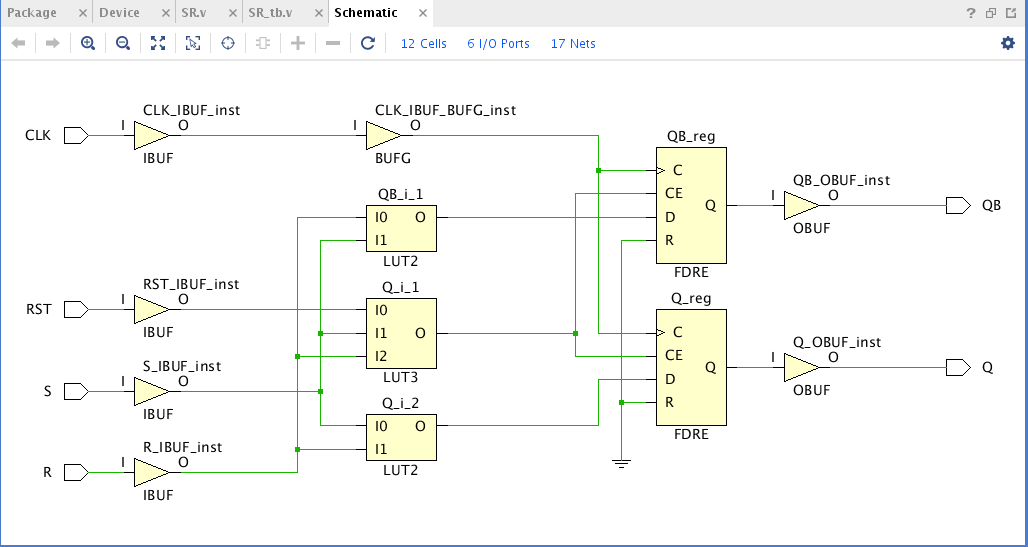 Package Device SR.v SR_tb.v Schematic
12 Cells 6 I/O Ports 17 Nets
CLK I CLK_IBUF_inst O IBUF
I CLK_IBUF_BUFG_inst O BUFG
QB_reg
C
CE
D
R
Q
FDRE
I QB_OBUF_inst O OBUF QB
QB_i_1
I0 O
I1
LUT2
RST I RST_IBUF_inst O IBUF
Q_i_1
I0
I1 O
I2
LUT3
Q_reg
C
CE
D
R
Q
FDRE
I Q_OBUF_inst O OBUF Q
S I S_IBUF_inst O IBUF
Q_i_2
I0 O
I1
LUT2
R I R_IBUF_inst O IBUF